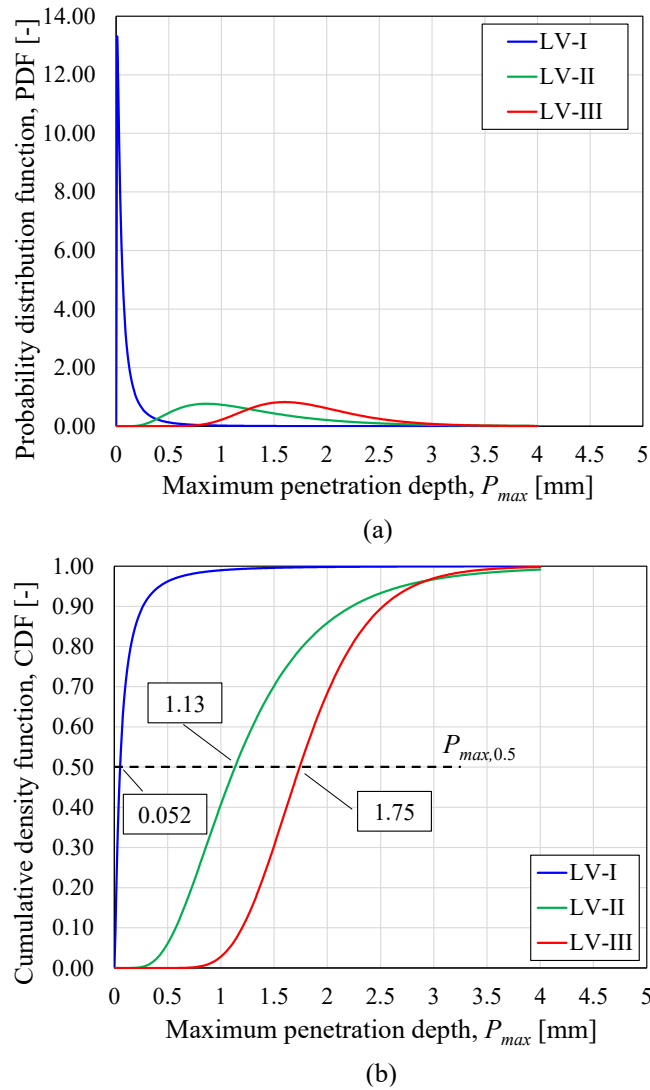 Probability distribution function, PDF [-]
14.00
12.00
10.00
8.00
6.00
4.00
2.00
0.00
LV-I
LV-II
LV-III
0 0.5 1 1.5 2 2.5 3 3.5 4 4.5 5
Maximum penetration depth, Pmax [mm]
(a)
Cumulative density function, CDF [-]
1.00
0.90
0.80
0.70
0.60
0.50
0.40
0.30
0.20
0.10
0.00
1.13
Pmax,0.5
0.052
1.75
LV-I
LV-II
LV-III
0 0.5 1 1.5 2 2.5 3 3.5 4 4.5 5
Maximum penetration depth, Pmax [mm]
(b)